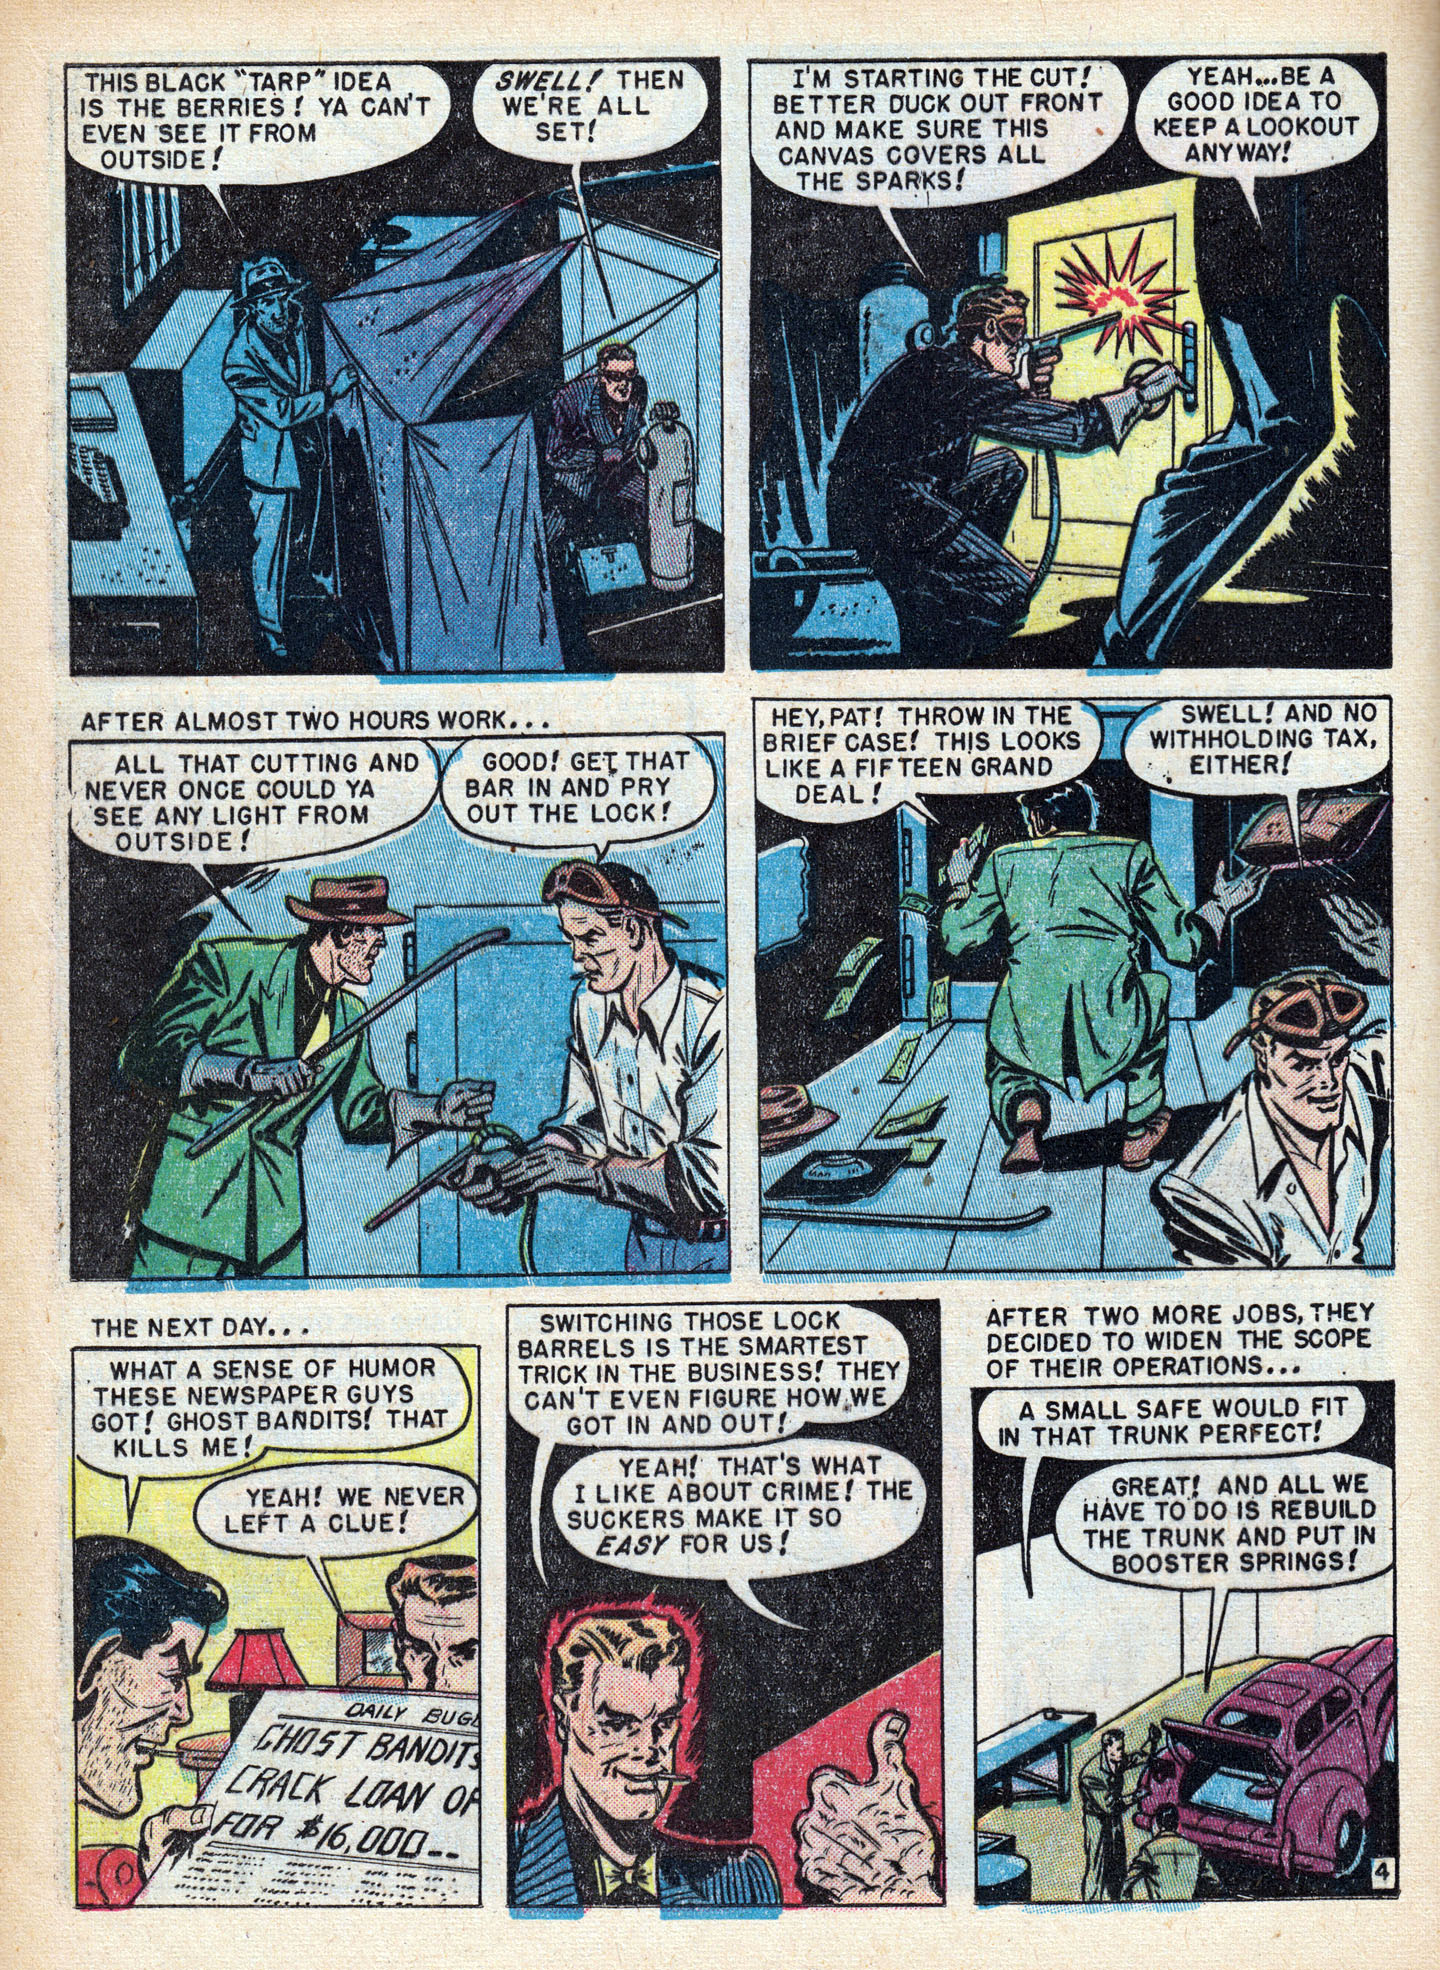 THIS BLACK "TARP" IDEA
IS THE BERRIES! YA CAN'T
EVEN SEE IT FROM
OUTSIDE!
SWELL! THEN
WE'RE ALL
SET!
I'M STARTING THE CUT!
BETTER DUCK OUT FRONT
AND MAKE SURE THIS
CANVAS COVERS ALL
THE SPARKS!
YEAH...BE A
GOOD IDEA TO
KEEP A LOOKOUT
ANYWAY!
AFTER ALMOST TWO HOURS WORK...
ALL THAT CUTTING AND
NEVER ONCE COULD YA
SEE ANY LIGHT FROM
OUTSIDE!
GOOD! GET THAT
BAR IN AND PRY
OUT THE LOCK!
HEY, PAT! THROW IN THE
BRIEF CASE! THIS LOOKS
LIKE A FIFTEEN GRAND
DEAL!
SWELL! AND NO
WITHHOLDING TAX,
EITHER!
THE NEXT DAY...
WHAT A SENSE OF HUMOR
THESE NEWSPAPER GUYS
GOT! GHOST BANDITS! THAT
KILLS ME!
YEAH! WE NEVER
LEFT A CLUE!
DAILY BUGL
GHOST BANDITS
CRACK LOAN OF
FOR $16,000--
SWITCHING THOSE LOCK
BARRELS IS THE SMARTEST
TRICK IN THE BUSINESS! THEY
CAN'T EVEN FIGURE HOW WE
GOT IN AND OUT!
YEAH! THAT'S WHAT
I LIKE ABOUT CRIME! THE
SUCKERS MAKE IT SO
EASY FOR US!
AFTER TWO MORE JOBS, THEY
DECIDED TO WIDEN THE SCOPE
OF THEIR OPERATIONS...
A SMALL SAFE WOULD FIT
IN THAT TRUNK PERFECT!
GREAT! AND ALL WE
HAVE TO DO IS REBUILD
THE TRUNK AND PUT IN
BOOSTER SPRINGS!
4